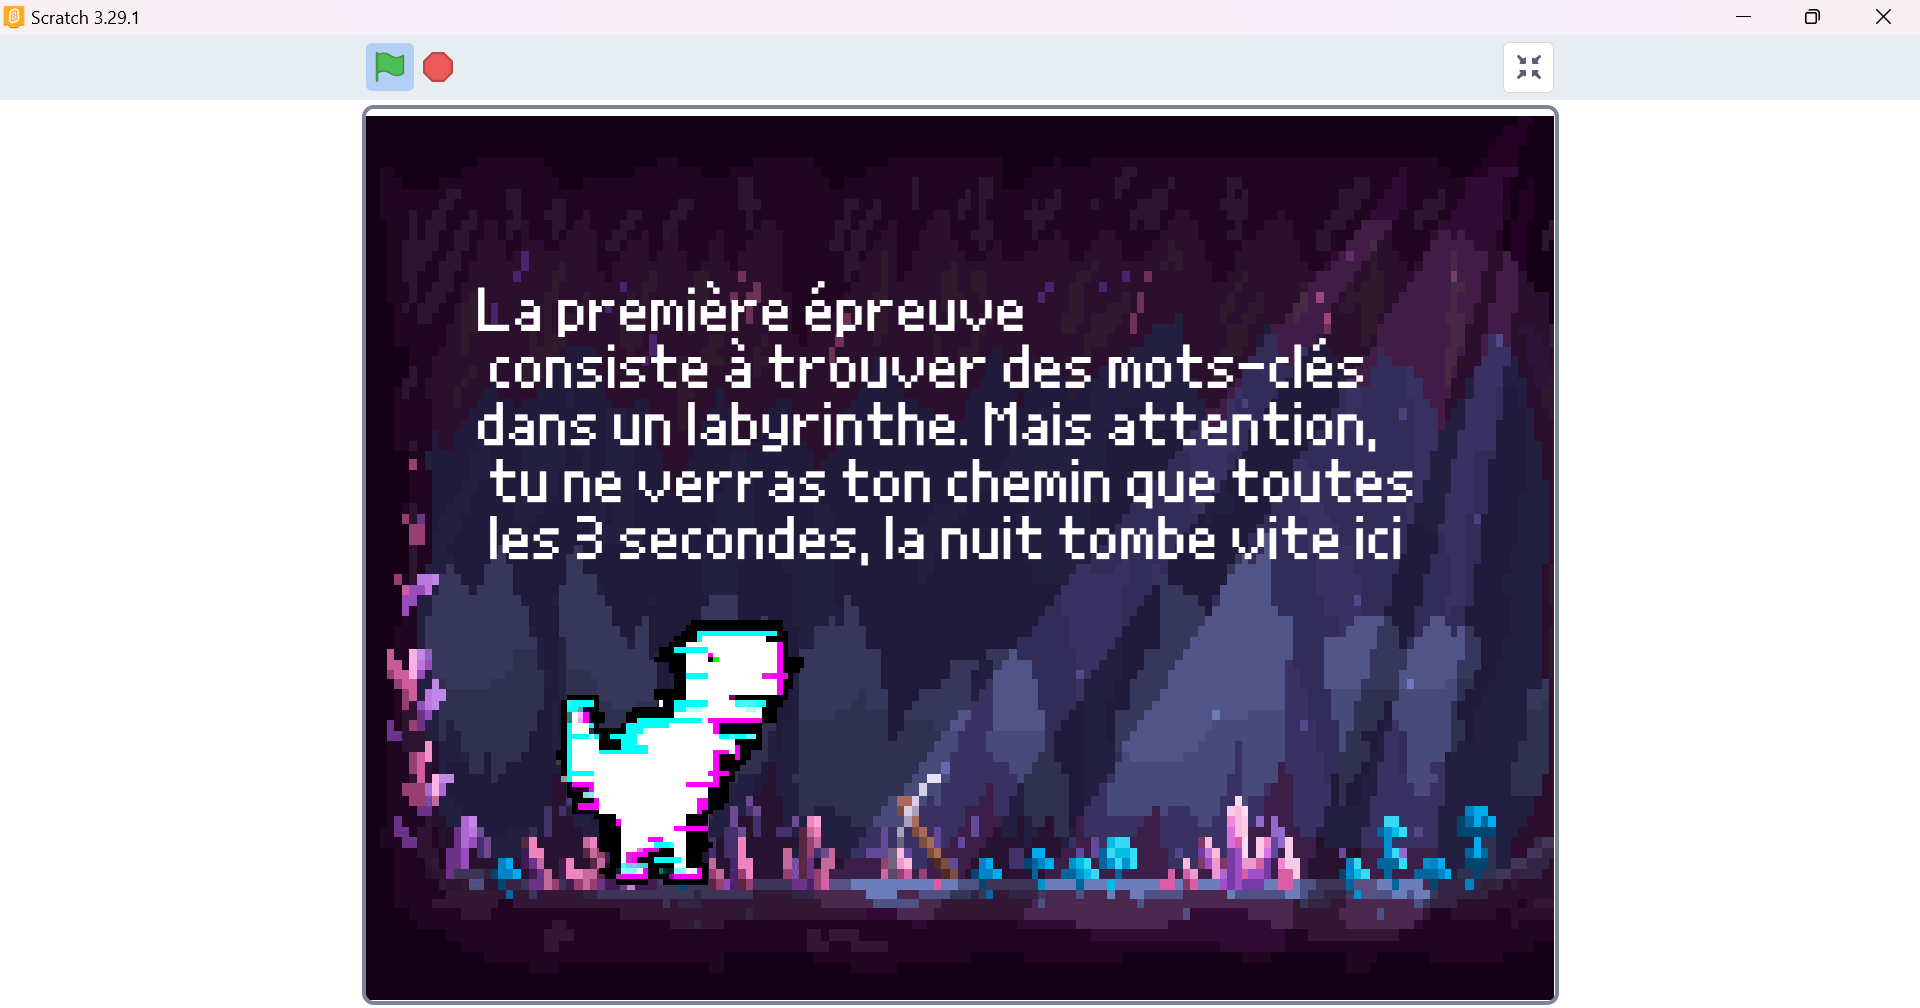 Scratch 3.29.1
La première épreuve
consiste à trouver des mots-clés
dans un labyrinthe. Mais attention,
tu ne verras ton chemin que toutes
les 3 secondes, la nuit tombe vite ici